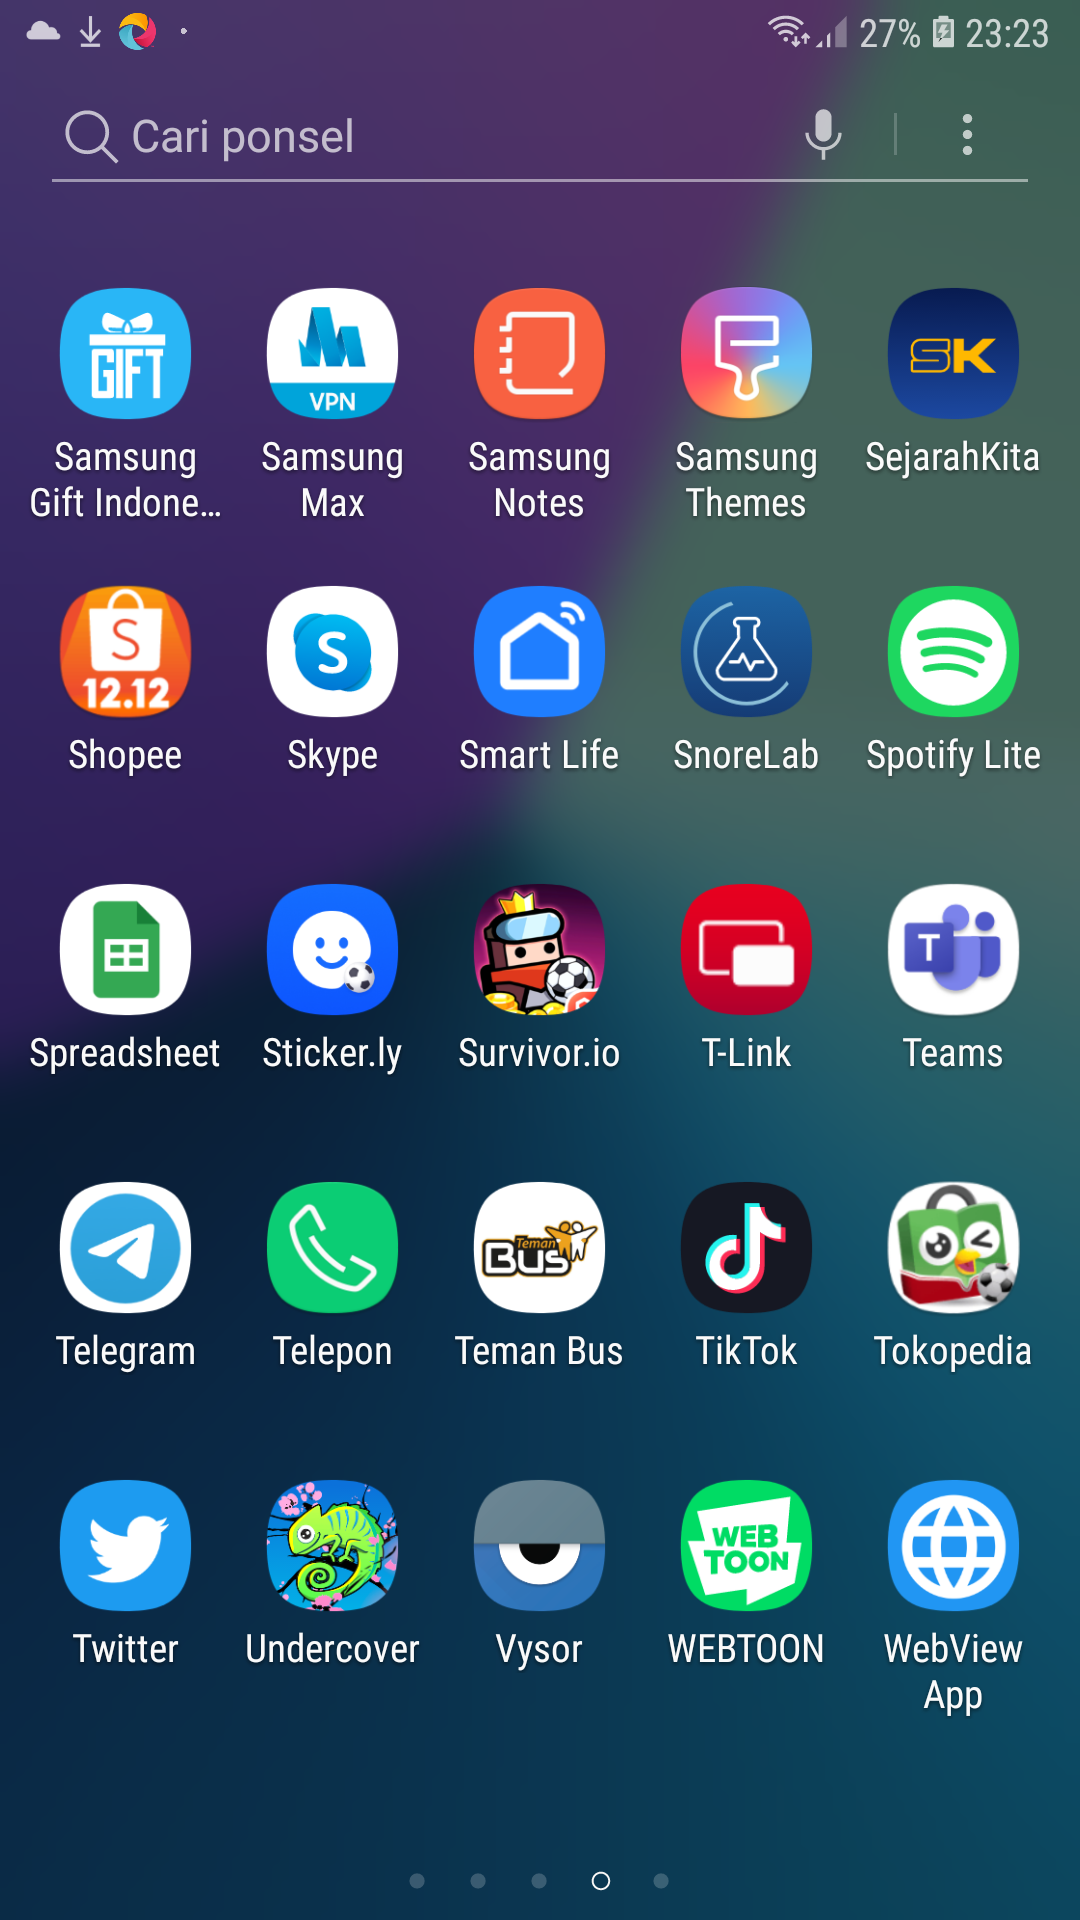 27% 23:23
Cari ponsel
GIFT
VPN
SK
Samsung
Gift Indone...
Samsung
Max
Samsung
Notes
Samsung
Themes
SejarahKita
S
12.12
S
Shopee
Skype
Smart Life
SnoreLab
Spotify Lite
T
Spreadsheet
Sticker.ly
Survivor.io
T-Link
Teams
Teman
Bus
Telegram
Telepon
Teman Bus
TikTok
Tokopedia
WEB
TOON
Twitter
Undercover
Vysor
WEBTOON
WebView
App